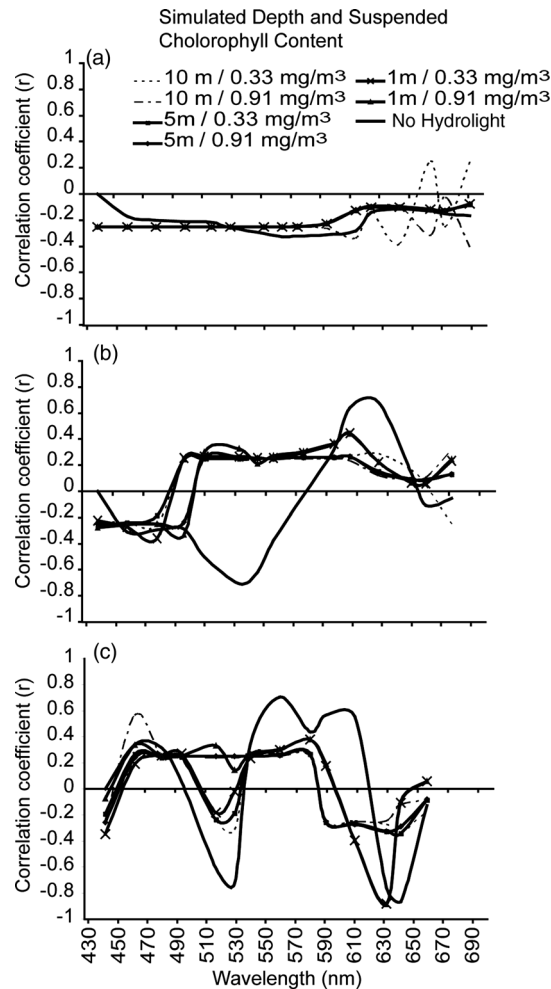 Simulated Depth and Suspended
Cholorophyll Content
(a)
10 m / 0.33 mg/m3
10 m / 0.91 mg/m3
5m / 0.33 mg/m3
5m / 0.91 mg/m3
1m / 0.33 mg/m3
1m / 0.91 mg/m3
No Hydrolight
Correlation coefficient (r)
1
0.8
0.6
0.4
0.2
0
-0.2
-0.4
-0.6
-0.8
-1
(b)
Correlation coefficient (r)
1
0.8
0.6
0.4
0.2
0
-0.2
-0.4
-0.6
-0.8
-1
(c)
Correlation coefficient (r)
1
0.8
0.6
0.4
0.2
0
-0.2
-0.4
-0.6
-0.8
-1
430 450 470 490 510 530 550 570 590 610 630 650 670 690
Wavelength (nm)